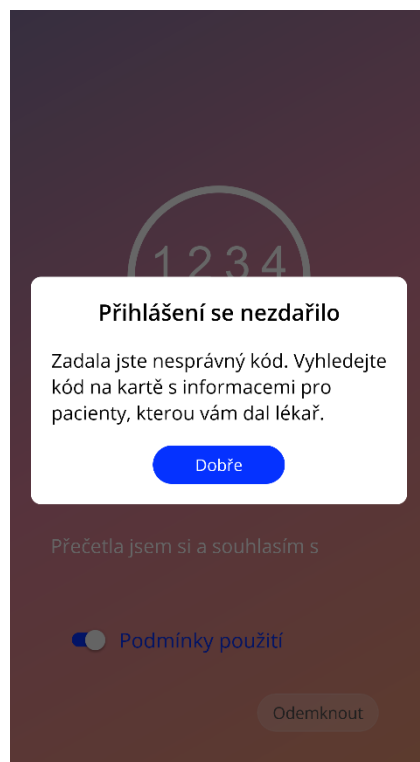 1234
Přihlášení se nezdařilo
Zadala jste nesprávný kód. Vyhledejte
kód na kartě s informacemi pro
pacienty, kterou vám dal lékař.
Dobře
Přečetla jsem si a souhlasím s
Podmínky použití
Odemknout